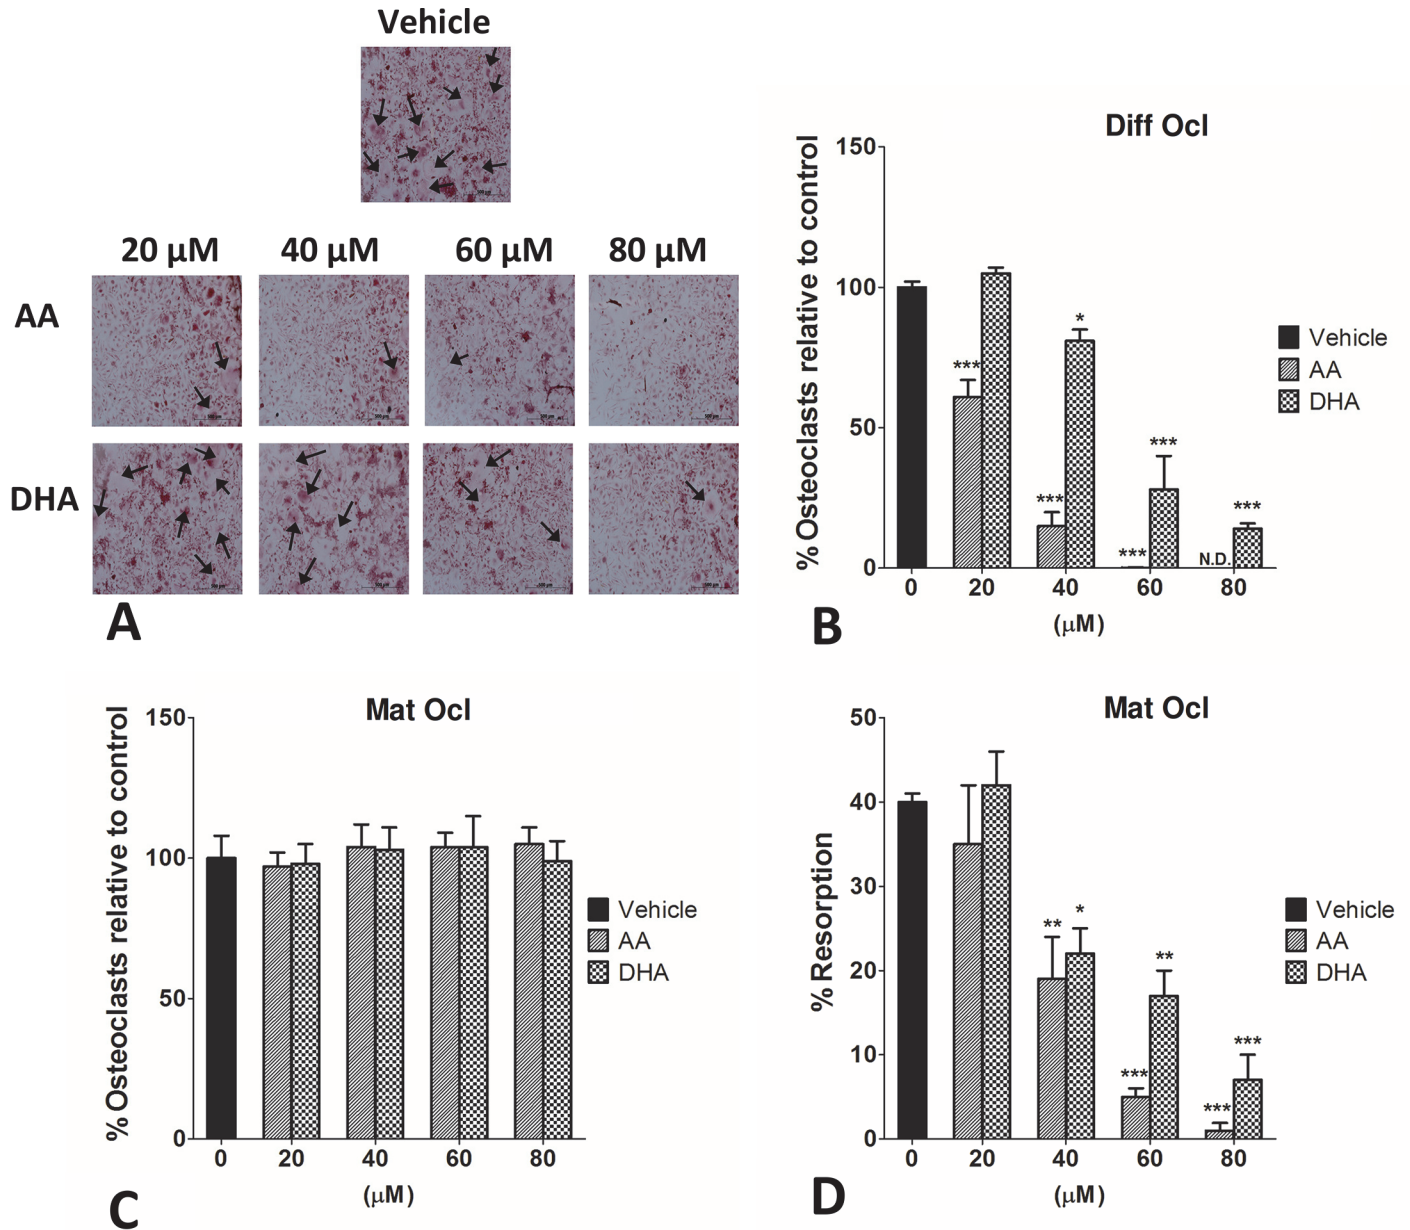 Vehicle
20 µM 40 µM 60 µM 80 µM
AA
DHA
A
Diff Ocl
% Osteoclasts relative to control
150
100
50
0
***
*
***
***
***
***
N.D.
0 20 40 60 80
(µM)
Vehicle
AA
DHA
B
Mat Ocl
% Osteoclasts relative to control
150
100
50
0
0 20 40 60 80
(µM)
Vehicle
AA
DHA
C
Mat Ocl
% Resorption
50
40
30
20
10
0
**
*
**
***
***
***
0 20 40 60 80
(µM)
Vehicle
AA
DHA
D